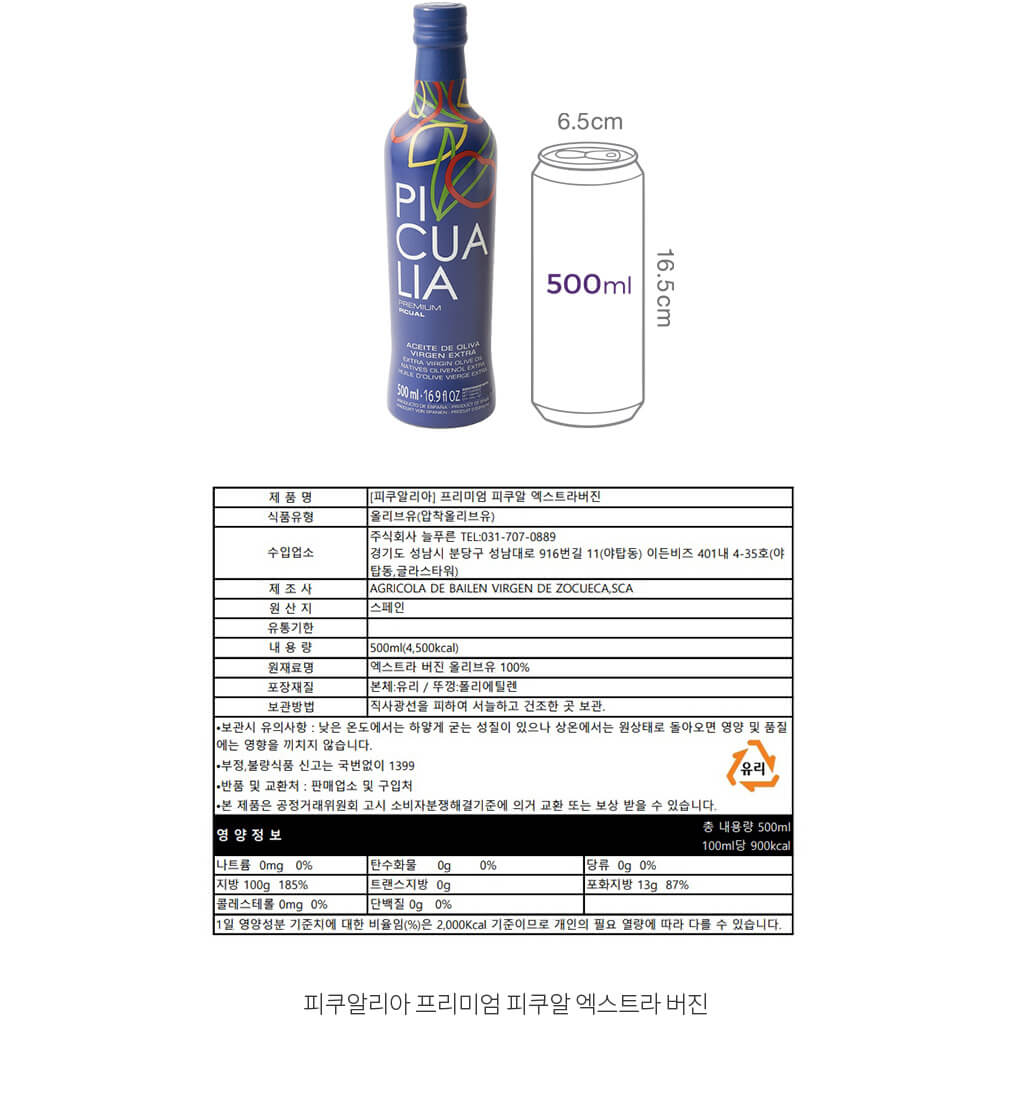 PI
CUA
LIA
PREMIUM
PICUAL
ACEITE DE OLIVA
VIRGEN EXTRA
EXTRA VIRGIN OLIVE OIL
NATIVES OLIVENÖL EXTRA
HUILE D'OLIVE VIERGE EXTRA
500 ml · 16.9 fl OZ
PRODUCTO DE ESPAÑA · PRODUCT OF SPAIN
PRODUKT VON SPANIEN · PRODUIT D'ESPAGNE
6.5cm
500ml
16.5cm
제 품 명 [피쿠알리아] 프리미엄 피쿠알 엑스트라버진
식품유형 올리브유(압착올리브유)
수입업소 주식회사 늘푸른 TEL:031-707-0889
경기도 성남시 분당구 성남대로 916번길 11(야탑동) 이든비즈 401내 4-35호(야
탑동,글라스타워)
제 조 사 AGRICOLA DE BAILEN VIRGEN DE ZOCUECA,SCA
원 산 지 스페인
유통기한
내 용 량 500ml(4,500kcal)
원재료명 엑스트라 버진 올리브유 100%
포장재질 본체:유리 / 뚜껑:폴리에틸렌
보관방법 직사광선을 피하여 서늘하고 건조한 곳 보관.
•보관시 유의사항 : 낮은 온도에서는 하얗게 굳는 성질이 있으나 상온에서는 원상태로 돌아오면 영양 및 품질
에는 영향을 끼치지 않습니다.
•부정,불량식품 신고는 국번없이 1399
•반품 및 교환처 : 판매업소 및 구입처
•본 제품은 공정거래위원회 고시 소비자분쟁해결기준에 의거 교환 또는 보상 받을 수 있습니다.
유리
영 양 정 보 총 내용량 500ml
100ml당 900kcal
나트륨 0mg 0% 탄수화물 0g 0% 당류 0g 0%
지방 100g 185% 트랜스지방 0g 포화지방 13g 87%
콜레스테롤 0mg 0% 단백질 0g 0%
1일 영양성분 기준치에 대한 비율임(%)은 2,000Kcal 기준이므로 개인의 필요 열량에 따라 다를 수 있습니다.
피쿠알리아 프리미엄 피쿠알 엑스트라 버진